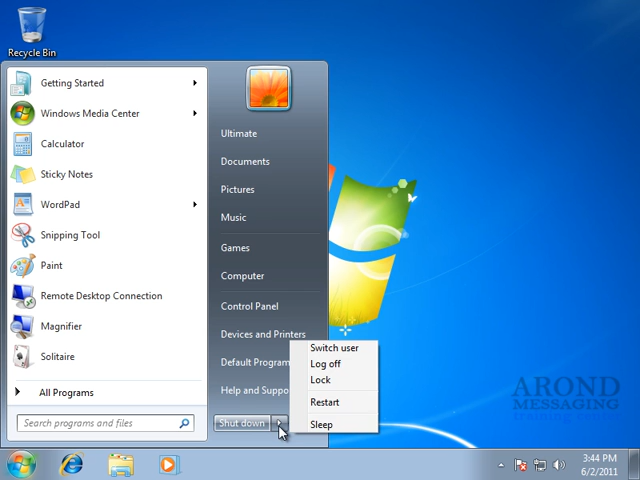 Recycle Bin
Getting Started
Windows Media Center
Calculator
Sticky Notes
WordPad
Snipping Tool
Paint
Remote Desktop Connection
Magnifier
Solitaire
All Programs
Search programs and files
Ultimate
Documents
Pictures
Music
Games
Computer
Control Panel
Devices and Printers
Default Program
Help and Suppo
Shut down
Switch user
Log off
Lock
Restart
Sleep
AROND
MESSAGING
3:44 PM
6/2/2011